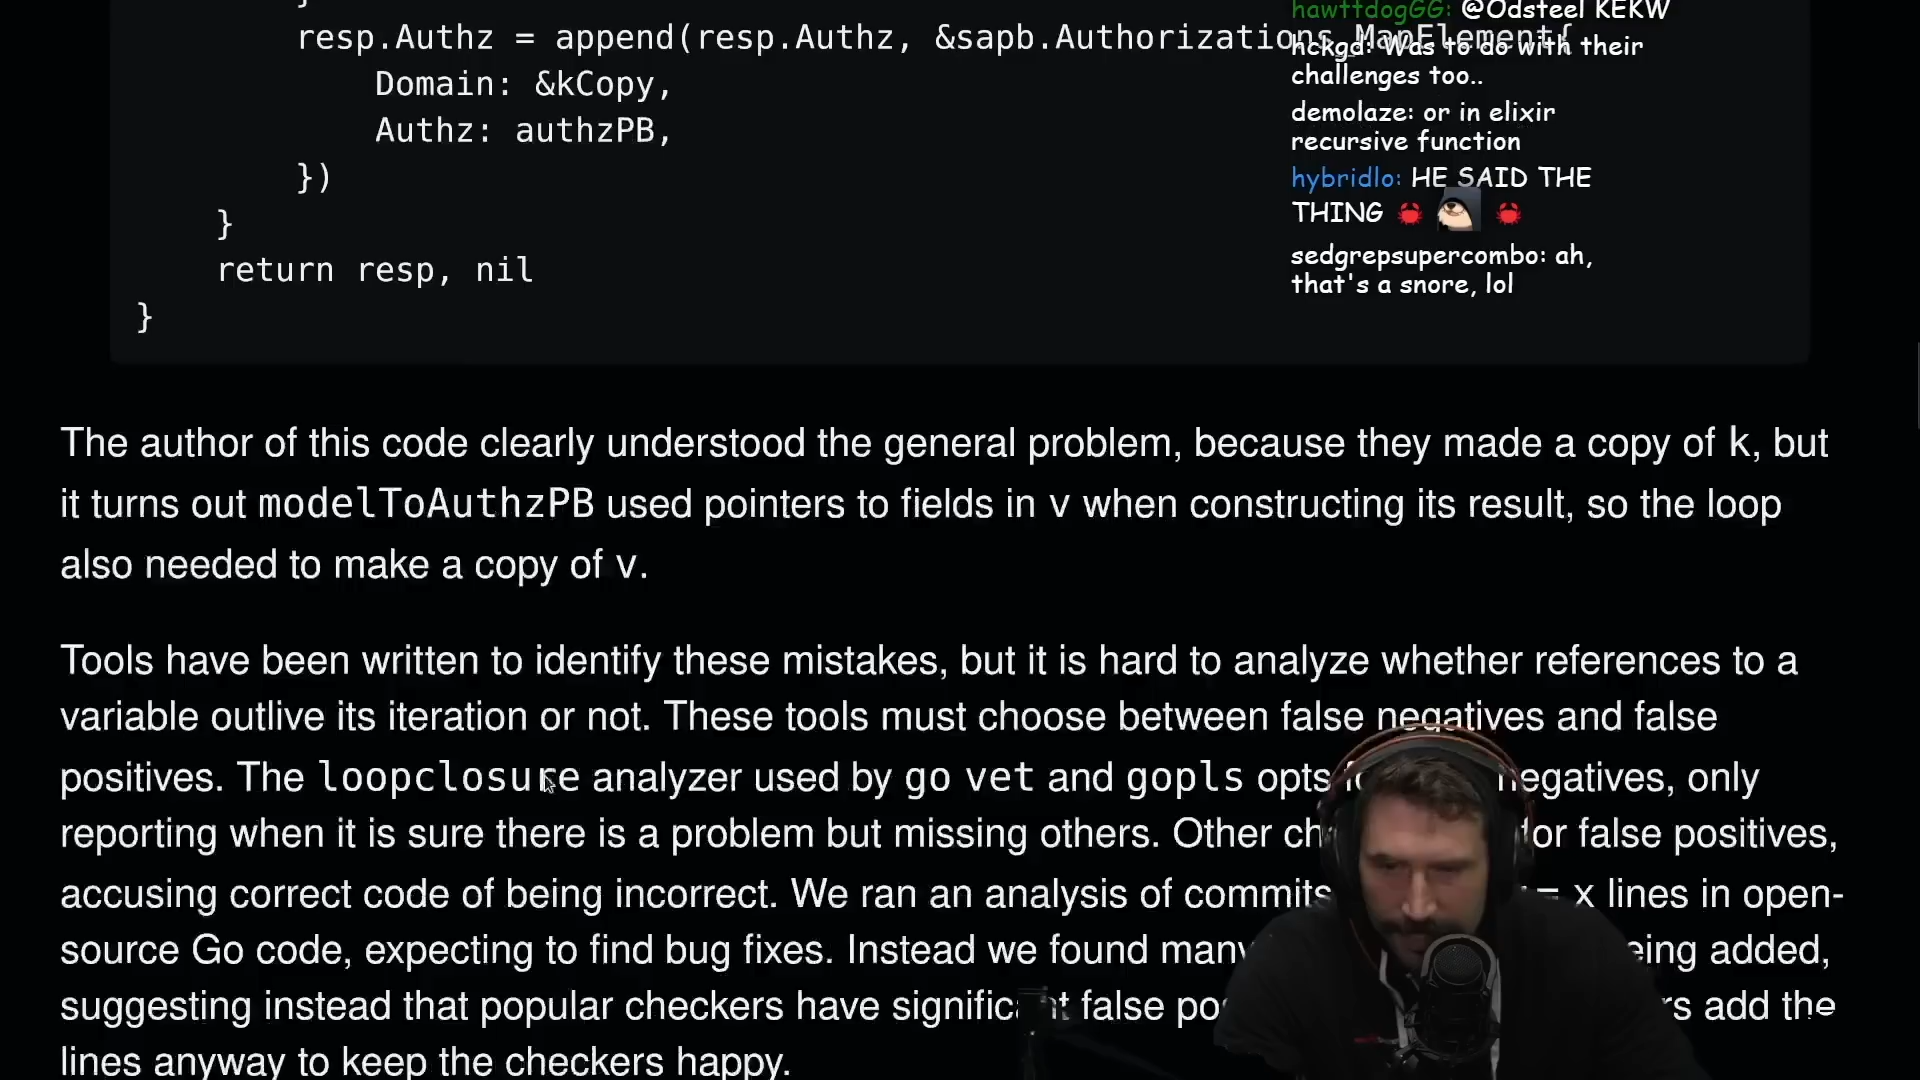 }
resp.Authz = append(resp.Authz, &sapb.Authorizations_MapElement{
Domain: &kCopy,
Authz: authzPB,
})
}
return resp, nil
}
hawttdogGG: @Odsteel KEKW
hckgd: Was to do with their
challenges too..
demolaze: or in elixir
recursive function
hybridlo: HE SAID THE
THING
sedgrepsupercombo: ah,
that's a snore, lol
The author of this code clearly understood the general problem, because they made a copy of k, but
it turns out modelToAuthzPB used pointers to fields in v when constructing its result, so the loop
also needed to make a copy of v.
Tools have been written to identify these mistakes, but it is hard to analyze whether references to a
variable outlive its iteration or not. These tools must choose between false negatives and false
positives. The loopclosure analyzer used by go vet and gopls opts negatives, only
reporting when it is sure there is a problem but missing others. Other for false positives,
accusing correct code of being incorrect. We ran an analysis of commits = x lines in open-
source Go code, expecting to find bug fixes. Instead we found many being added,
suggesting instead that popular checkers have significant false add the
lines anyway to keep the checkers happy.